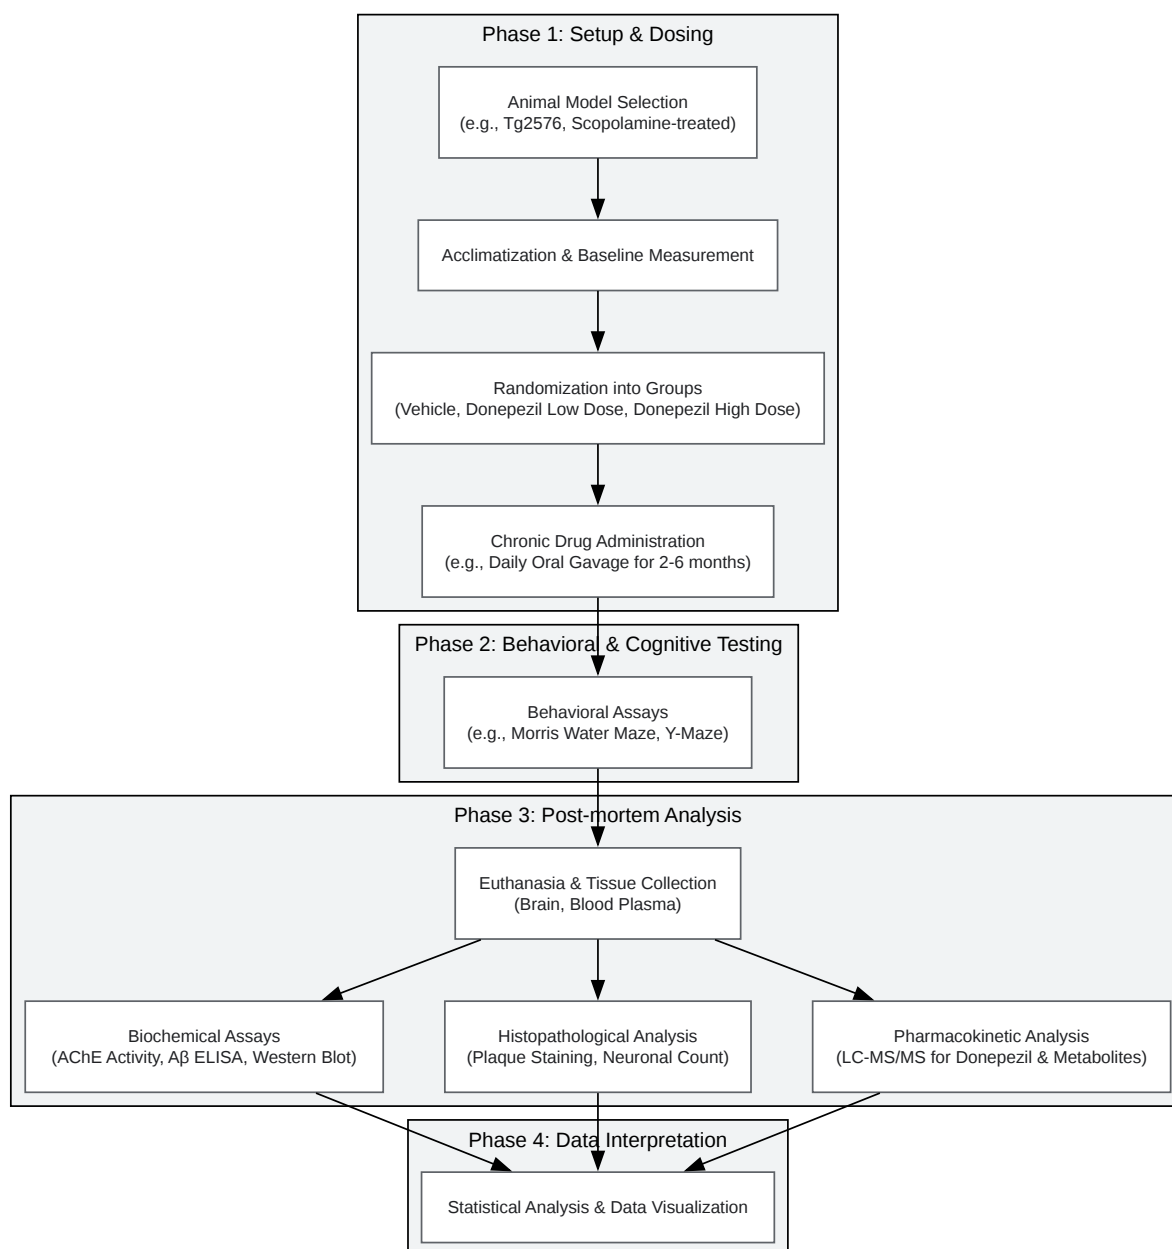 Phase 1: Setup & Dosing
Animal Model Selection
(e.g., Tg2576, Scopolamine-treated)
Acclimatization & Baseline Measurement
Randomization into Groups
(Vehicle, Donepezil Low Dose, Donepezil High Dose)
Chronic Drug Administration
(e.g., Daily Oral Gavage for 2-6 months)
Phase 2: Behavioral & Cognitive Testing
Behavioral Assays
(e.g., Morris Water Maze, Y-Maze)
Phase 3: Post-mortem Analysis
Euthanasia & Tissue Collection
(Brain, Blood Plasma)
Biochemical Assays
(AChE Activity, Aβ ELISA, Western Blot)
Histopathological Analysis
(Plaque Staining, Neuronal Count)
Pharmacokinetic Analysis
(LC-MS/MS for Donepezil & Metabolites)
Phase 4: Data Interpretation
Statistical Analysis & Data Visualization